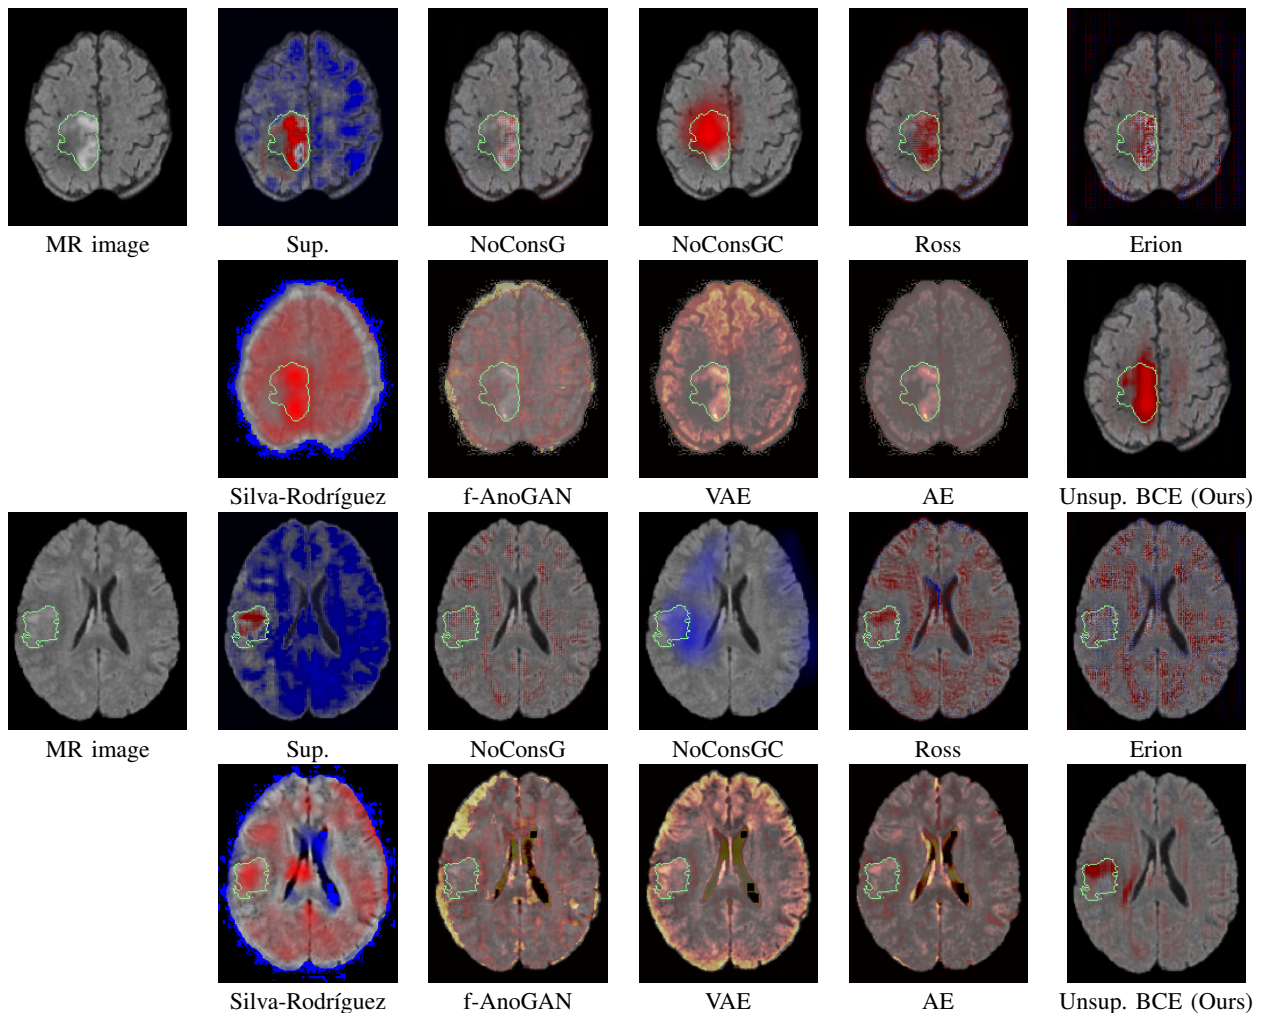 MR image Sup. NoConsG NoConsGC Ross Erion
Silva-Rodríguez f-AnoGAN VAE AE Unsup. BCE (Ours)
MR image Sup. NoConsG NoConsGC Ross Erion
Silva-Rodríguez f-AnoGAN VAE AE Unsup. BCE (Ours)